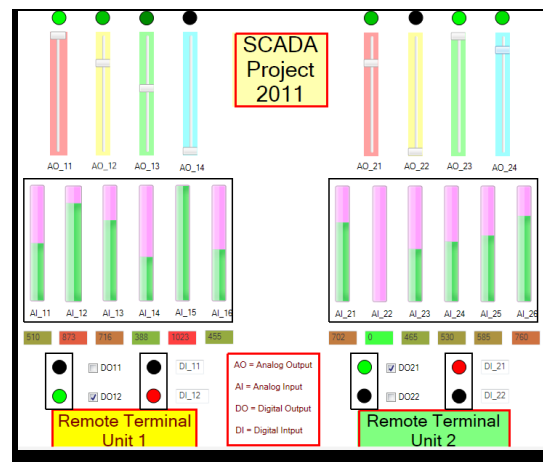 SCADA
Project
2011
AO_11 AO_12 AO_13 AO_14
AO_21 AO_22 AO_23 AO_24
AI_11 AI_12 AI_13 AI_14 AI_15 AI_16
AI_21 AI_22 AI_23 AI_24 AI_25 AI_26
510 873 716 388 1023 455
702 0 465 530 585 760
DO11 DI_11
DO12 DI_12
AO = Analog Output
AI = Analog Input
DO = Digital Output
DI = Digital Intput
DO21 DI_21
DO22 DI_22
Remote Terminal
Unit 1
Remote Terminal
Unit 2